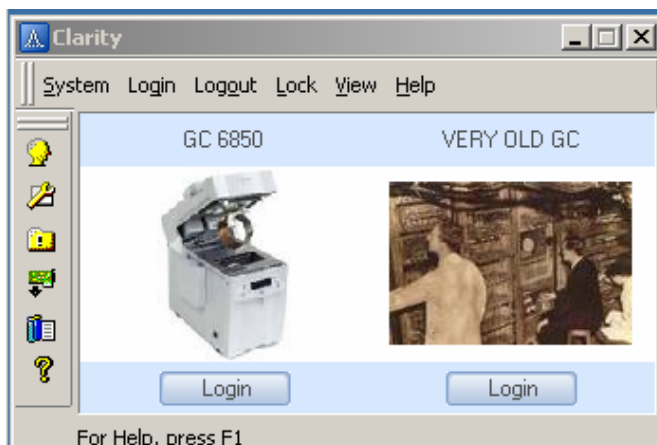 Clarity
System Login Logout Lock View Help
GC 6850 VERY OLD GC
Login Login
For Help, press F1